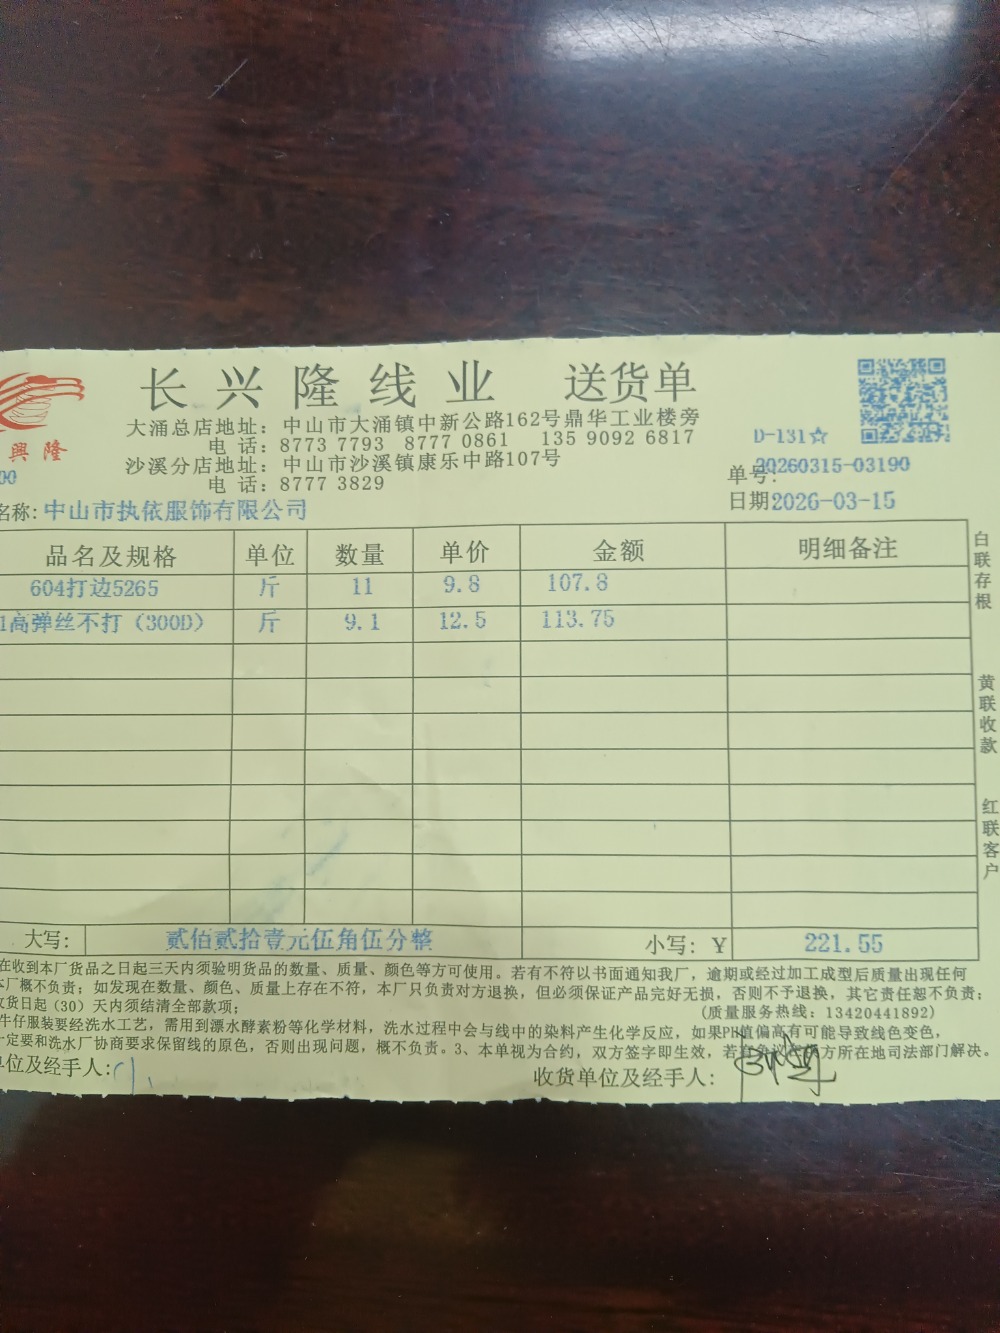 長 興 隆 线 业 送货单
興 隆
大涌总店地址: 中山市大涌镇中新公路162号鼎华工业楼旁
电 话: 8773 7793 8777 0861 135 9092 6817
沙溪分店地址: 中山市沙溪镇康乐中路107号
电 话: 8777 3829
D-131☆
00
单号: 20260315-03190
名称: 中山市执依服饰有限公司
日期 2026-03-15
品名及规格 单位 数量 单价 金额 明细备注
604打边5265 斤 11 9.8 107.8
1高弹丝不打（300D） 斤 9.1 12.5 113.75
白联存根
黄联收款
红联客户
大写: 贰佰贰拾壹元伍角伍分整 小写: ¥ 221.55
在收到本厂货品之日起三天内须验明货品的数量、质量、颜色等方可使用。若有不符以书面通知我厂，逾期或经过加工成型后质量出现任何
厂概不负责；如发现在数量、颜色、质量上存在不符，本厂只负责对方退换，但必须保证产品完好无损，否则不予退换，其它责任恕不负责；
货日起（30）天内须结清全部款项；
(质量服务热线: 13420441892)
牛仔服装要经洗水工艺，需用到漂水酵素粉等化学材料，洗水过程中会与线中的染料产生化学反应，如果PH值偏高有可能导致线色变色，
定要和洗水厂协商要求保留线的原色，否则出现问题，概不负责。3、本单视为合约，双方签字即生效，若有争议 方所在地司法部门解决。
位及经手人:
收货单位及经手人: